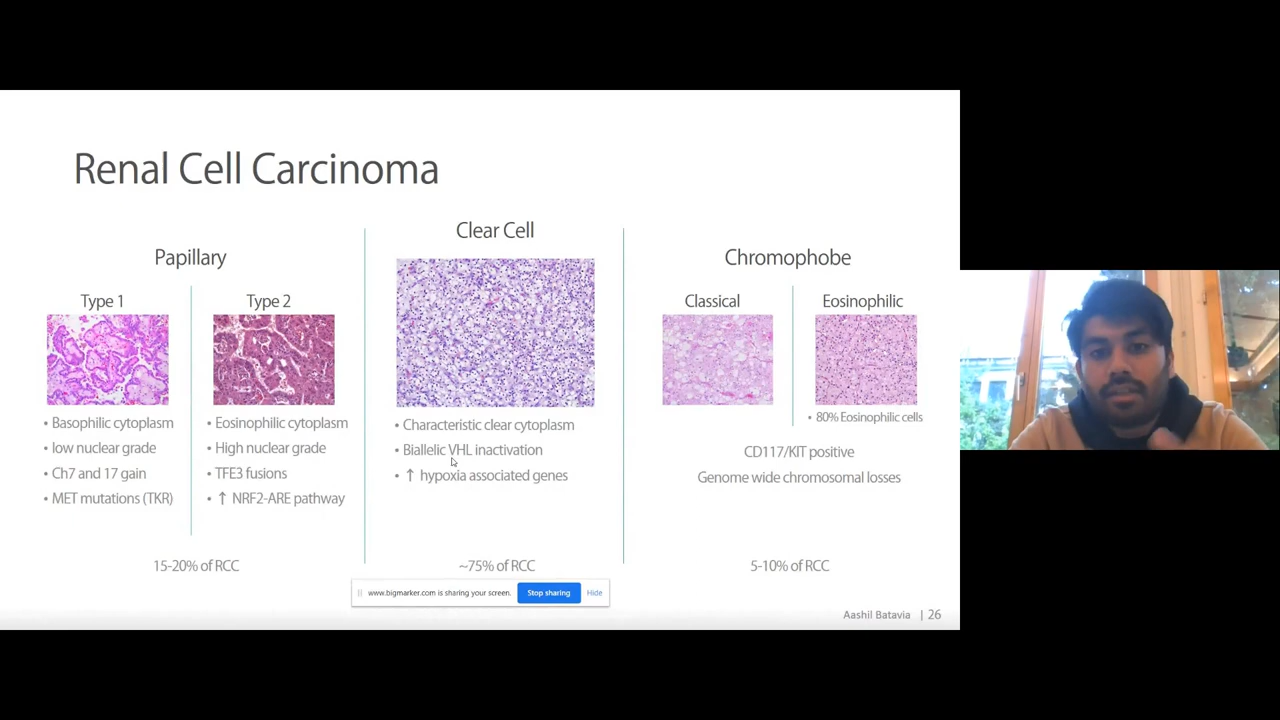 Renal Cell Carcinoma
Papillary
Type 1
• Basophilic cytoplasm
• low nuclear grade
• Ch7 and 17 gain
• MET mutations (TKR)
Type 2
• Eosinophilic cytoplasm
• High nuclear grade
• TFE3 fusions
• ↑ NRF2-ARE pathway
15-20% of RCC
Clear Cell
• Characteristic clear cytoplasm
• Biallelic VHL inactivation
• ↑ hypoxia associated genes
~75% of RCC
Chromophobe
Classical
Eosinophilic
• 80% Eosinophilic cells
CD117/KIT positive
Genome wide chromosomal losses
5-10% of RCC
www.bigmarker.com is sharing your screen. Stop sharing Hide
Aashil Batavia | 26